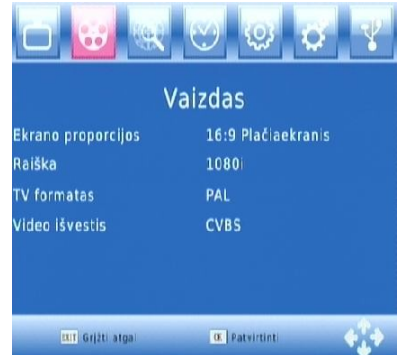 Vaizdas
Ekrano proporcijos 16:9 Plačiaekranis
Raiška 1080i
TV formatas PAL
Video išvestis CVBS
EXIT Grįžti atgal OK Patvirtinti